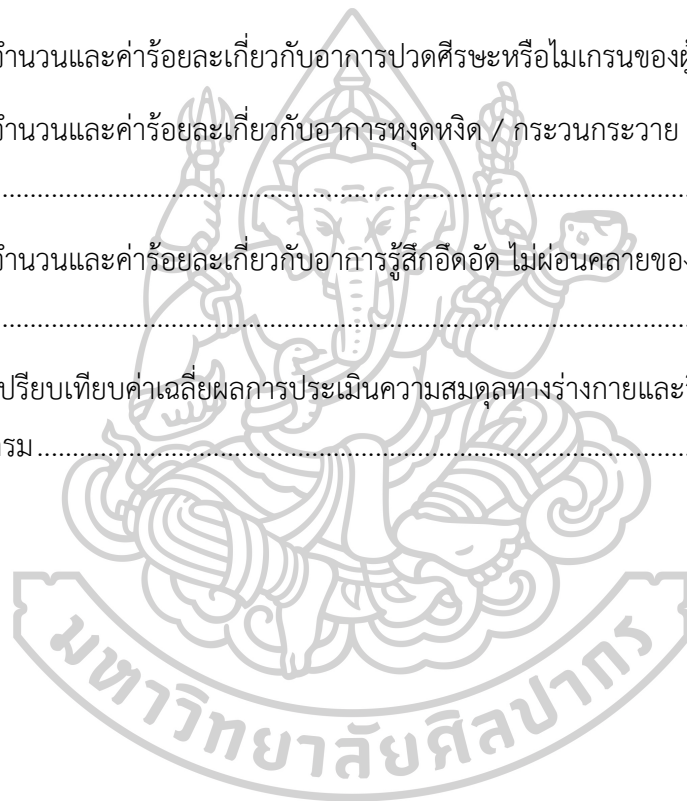 จำนวนและค่าร้อยละเกี่ยวกับอาการปวดศีรษะหรือไมเกรนของผู้
จำนวนและค่าร้อยละเกี่ยวกับอาการหงุดหงิด / กระวนกระวาย
................................................................................
จำนวนและค่าร้อยละเกี่ยวกับอาการรู้สึกอึดอัด ไม่ผ่อนคลายของ
................................................................................
เปรียบเทียบค่าเฉลี่ยผลการประเมินความสมดุลทางร่างกายและ
รม ................................................................................
มหาวิทยาลัยศิลปากร